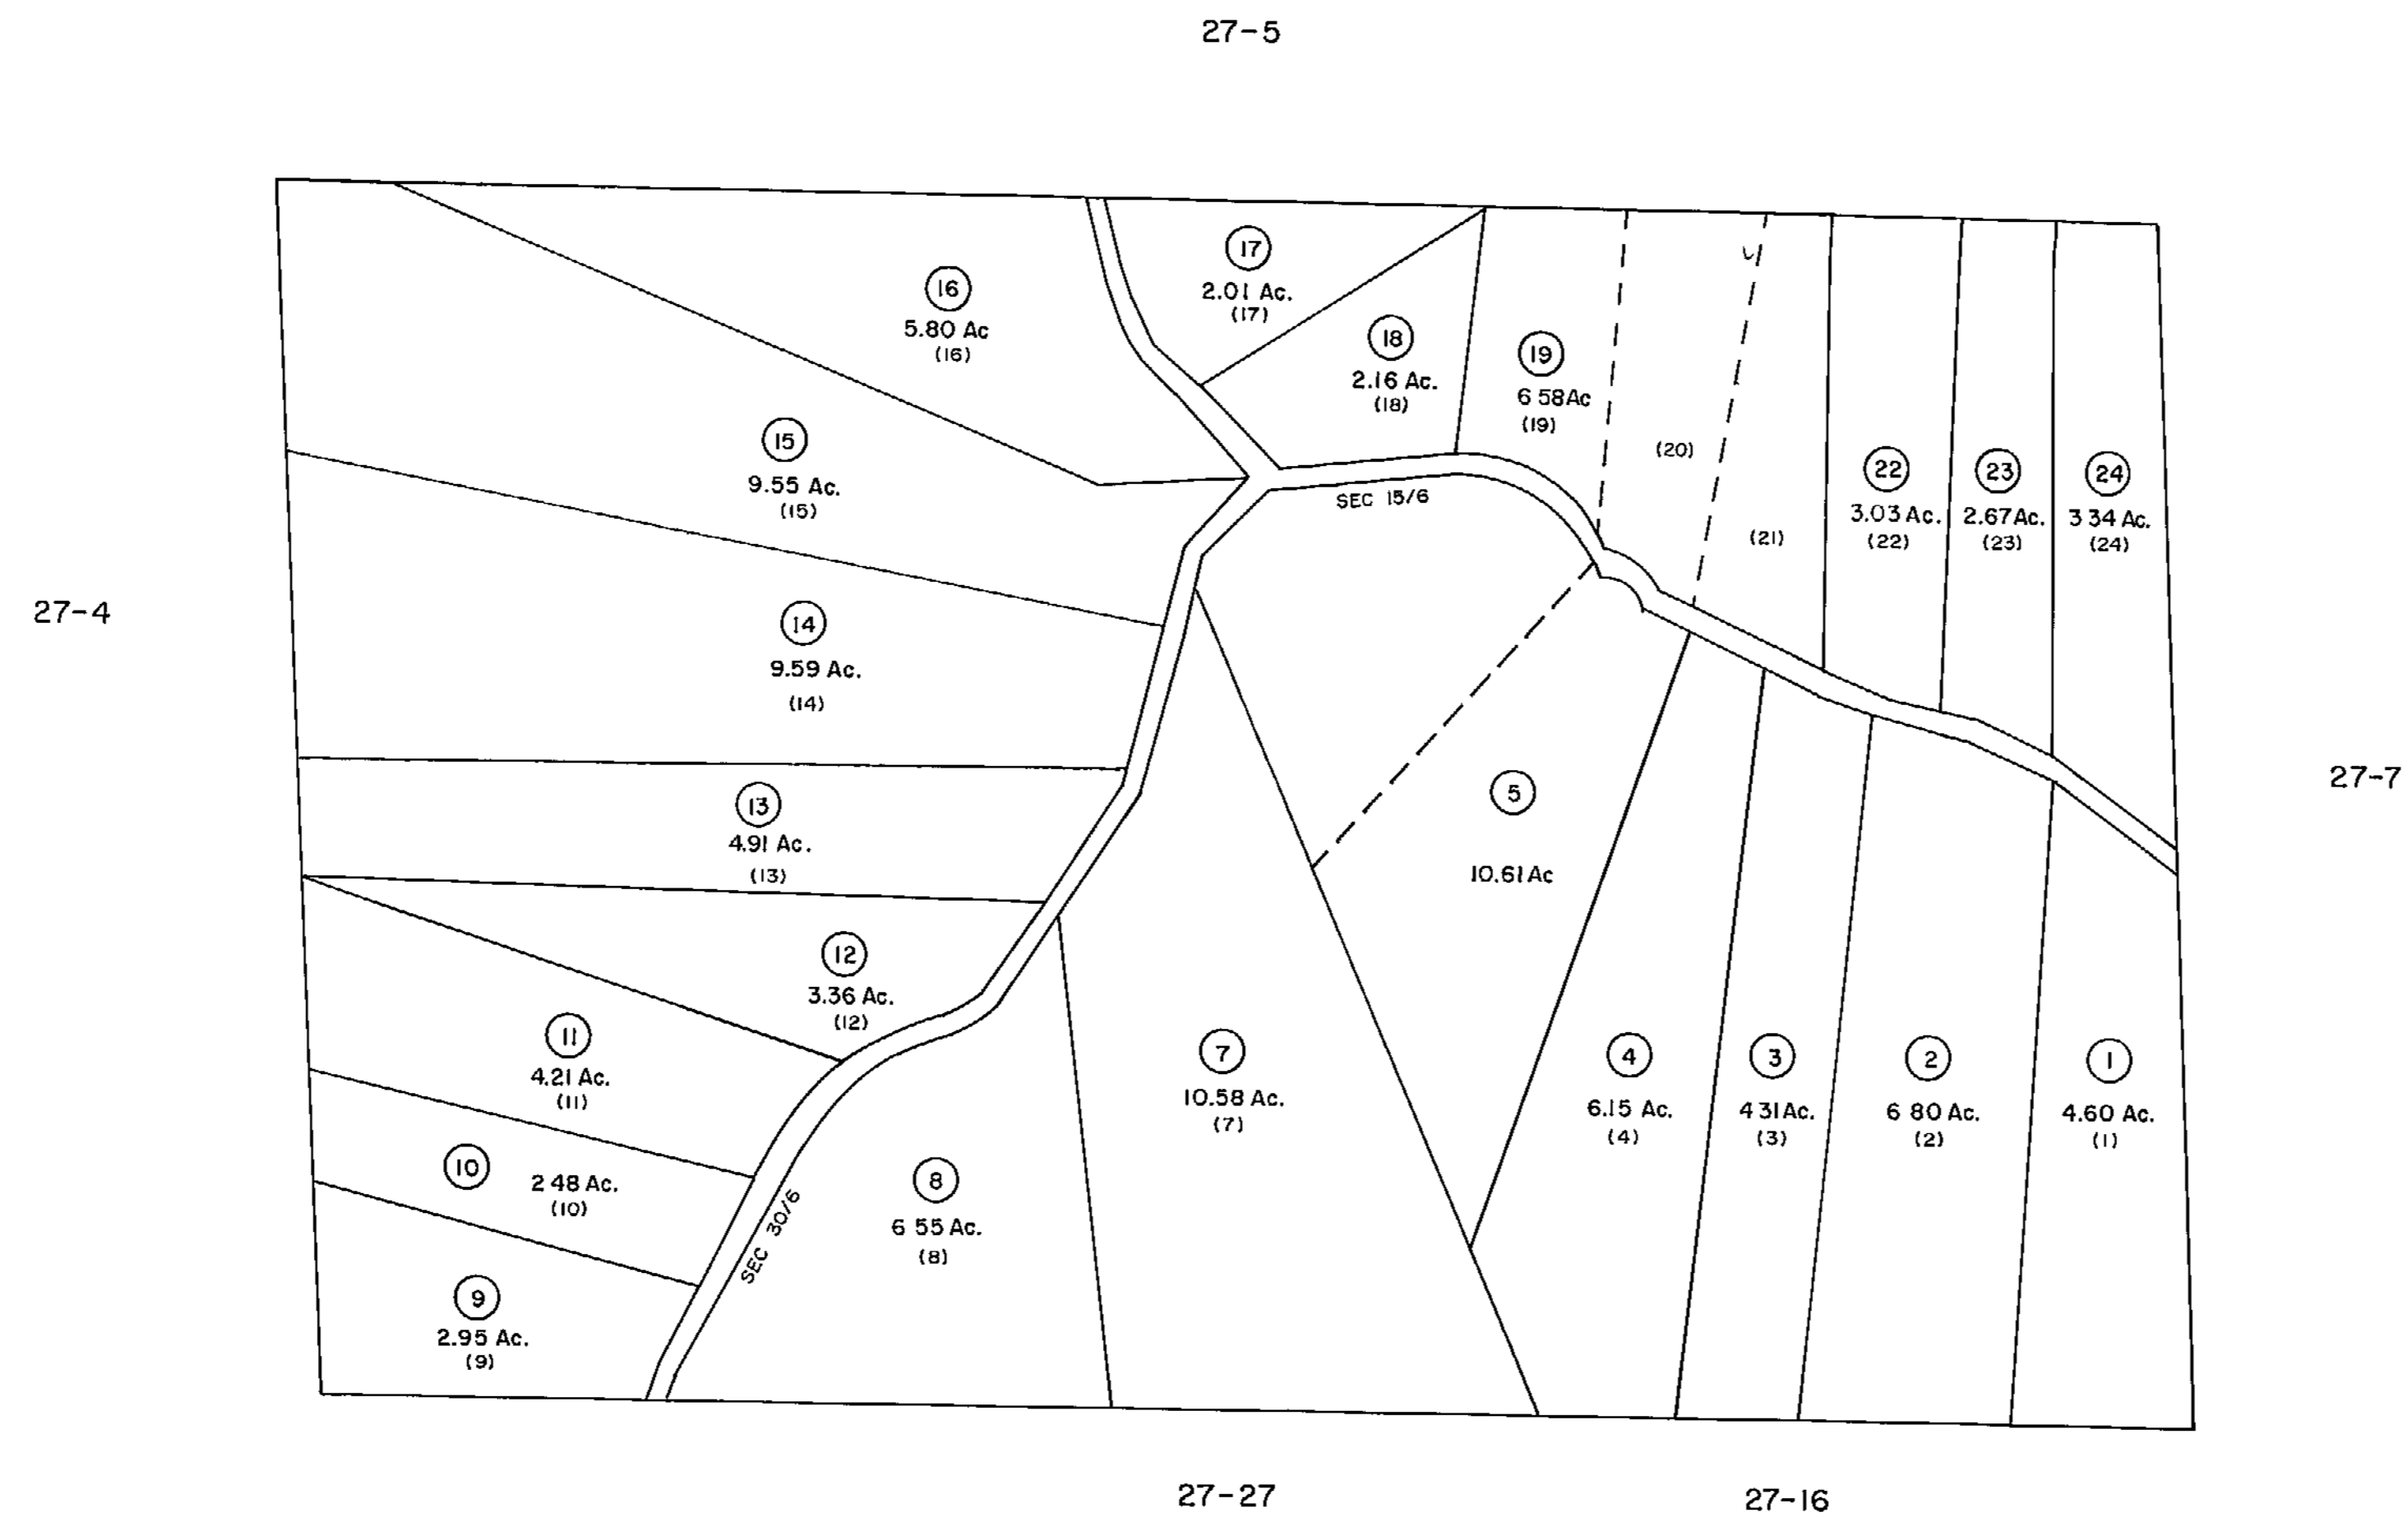 27-5
17
2.01 Ac.
(17)
16
5.80 Ac
(16)
18
2.16 Ac.
(18)
19
6 58Ac
(19)
(20)
(21)
22
3.03 Ac.
(22)
23
2.67Ac.
(23)
24
3 34 Ac.
(24)
15
9.55 Ac.
(15)
SEC 15/6
27-4
14
9.59 Ac.
(14)
27-7
13
4.91 Ac.
(13)
5
10.61Ac
12
3.36 Ac.
(12)
11
4.21 Ac.
(11)
7
10.58 Ac.
(7)
4
6.15 Ac.
(4)
3
4 31Ac.
(3)
2
6 80 Ac.
(2)
1
4.60 Ac.
(1)
10
2 48 Ac.
(10)
8
6 55 Ac.
(8)
SEC 30/6
9
2.95 Ac.
(9)
27-27
27-16